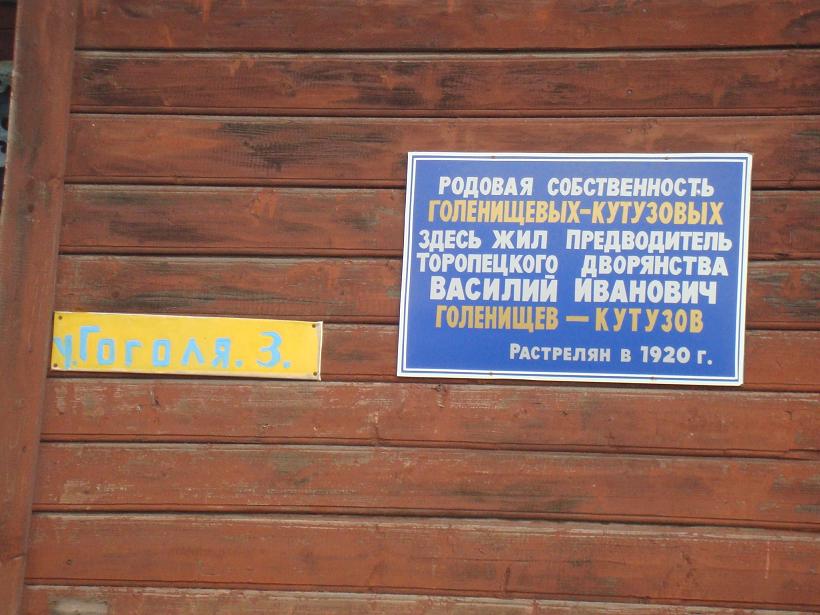 РОДОВАЯ СОБСТВЕННОСТЬ
ГОЛЕНИЩЕВЫХ-КУТУЗОВЫХ
ЗДЕСЬ ЖИЛ ПРЕДВОДИТЕЛЬ
ТОРОПЕЦКОГО ДВОРЯНСТВА
ВАСИЛИЙ ИВАНОВИЧ
ГОЛЕНИЩЕВ — КУТУЗОВ
РАСТРЕЛЯН В 1920 Г.
у.Гоголя.3.